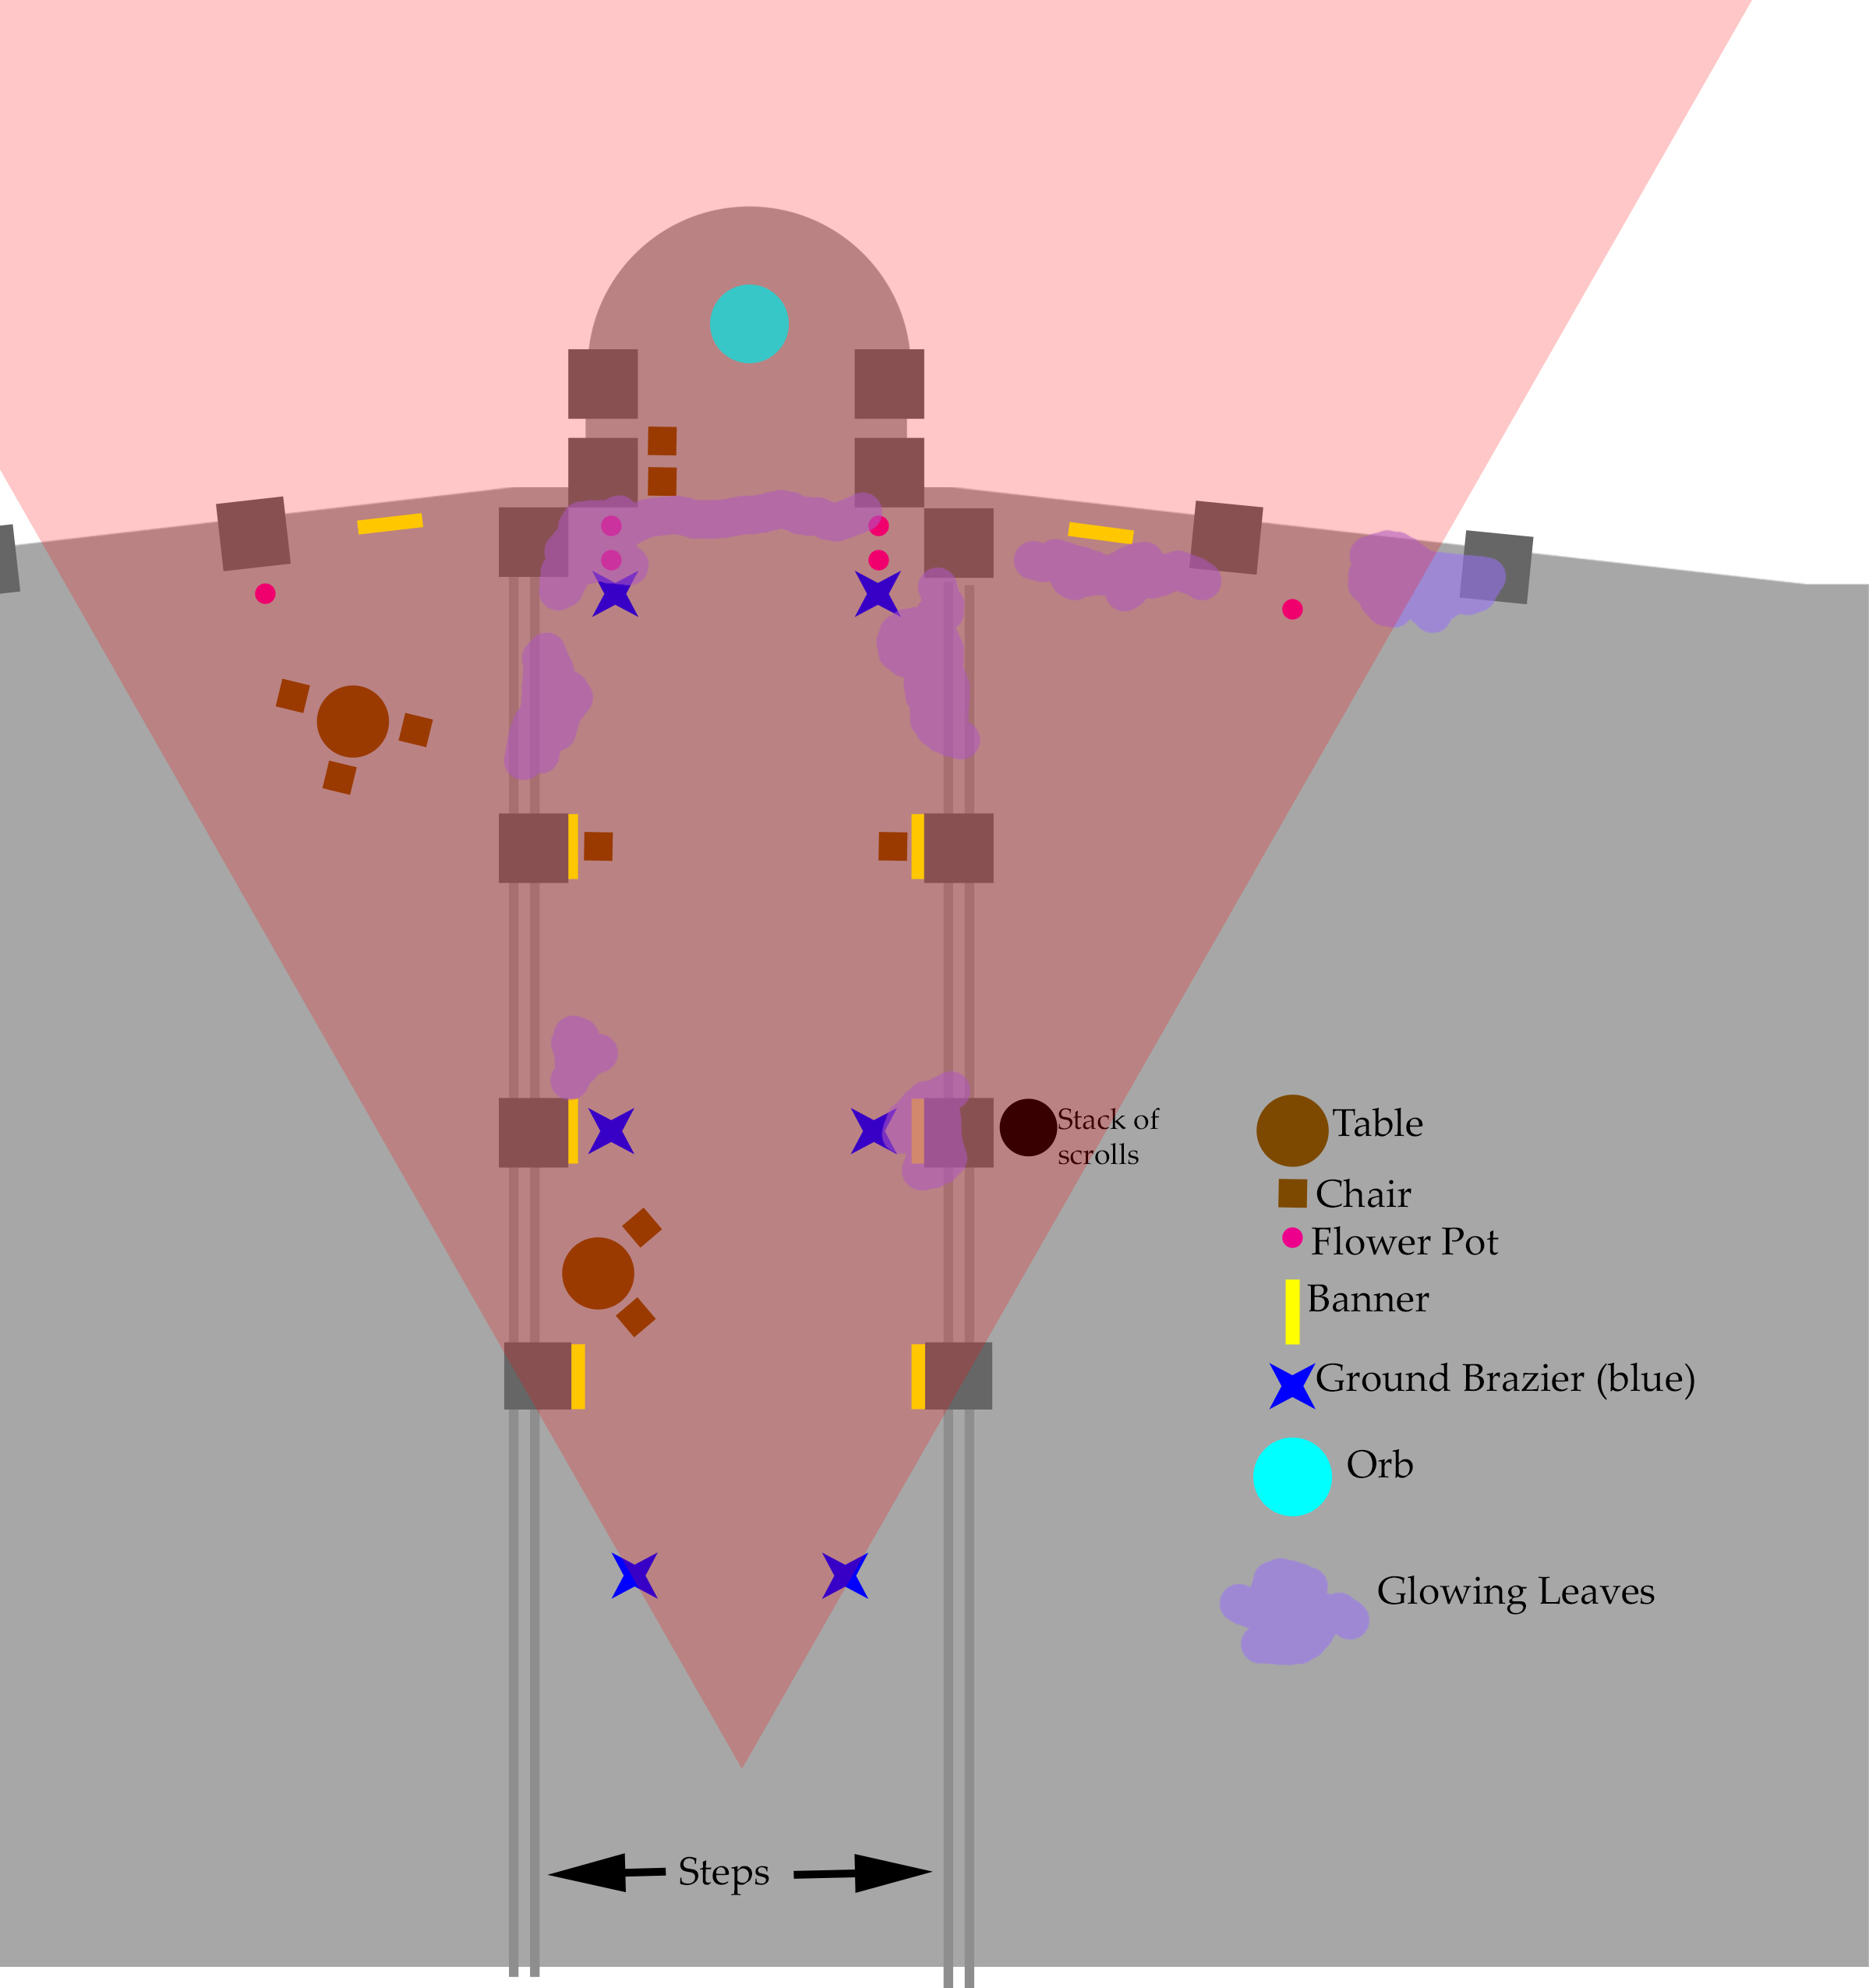 Stack of
scrolls
Table
Chair
Flower Pot
Banner
Ground Brazier (blue)
Orb
Glowing Leaves
Steps